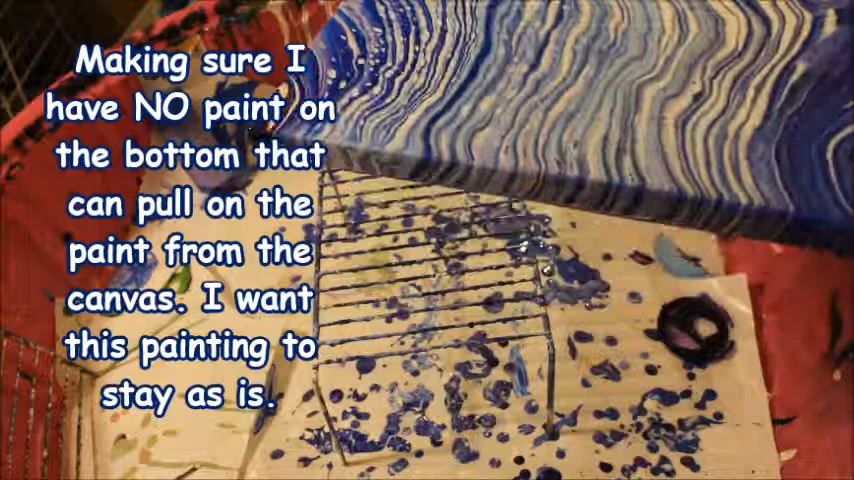 Making sure I
have NO paint on
the bottom that
can pull on the
paint from the
canvas. I want
this painting to
stay as is.